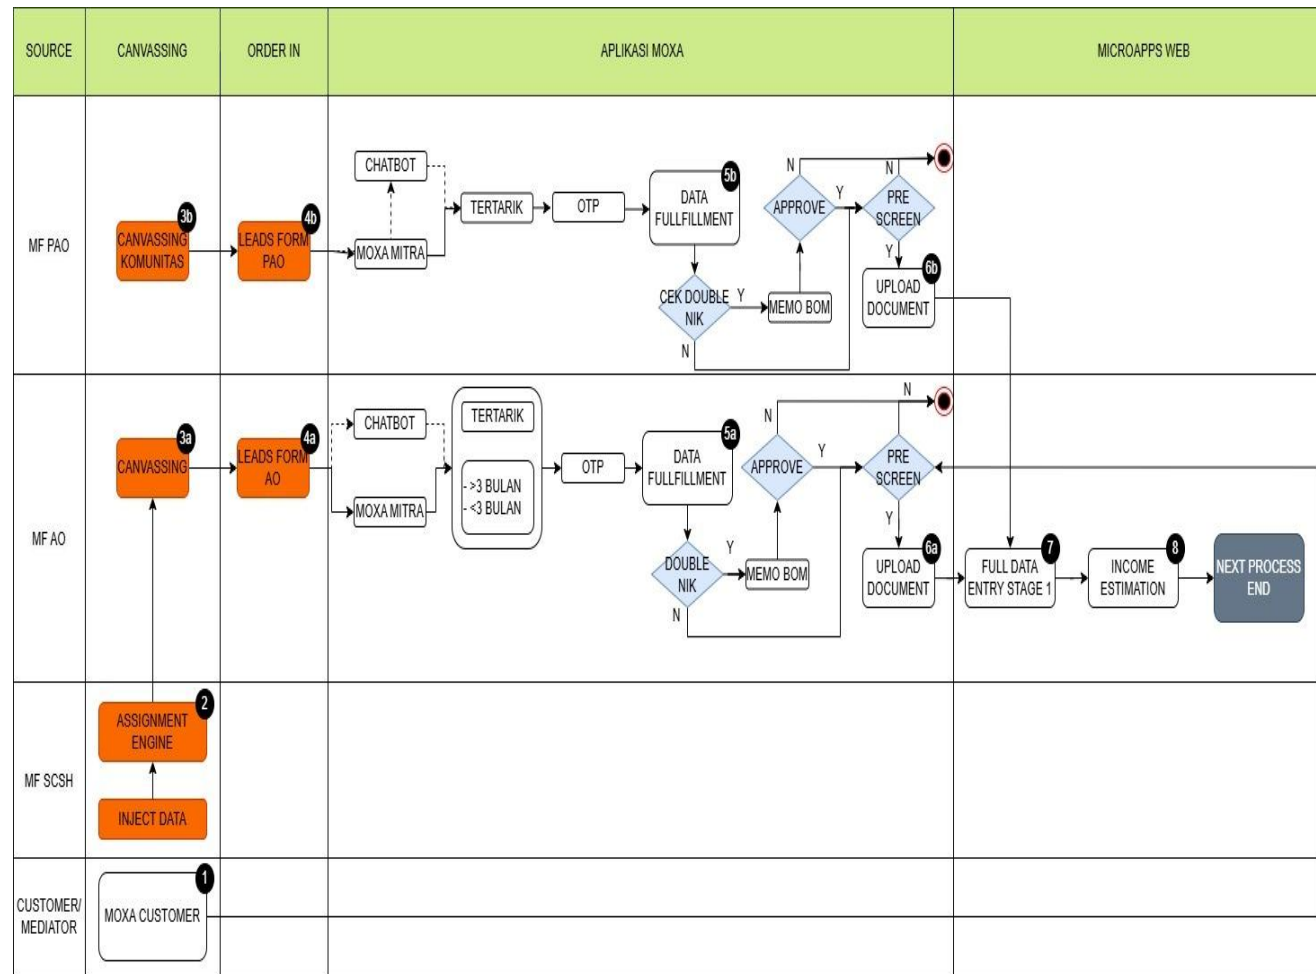 SOURCE
CANVASSING
ORDER IN
APLIKASI MOXA
MICROAPPS WEB
MF PAO
3b
CANVASSING
KOMUNITAS
4b
LEADS FORM
PAO
CHATBOT
MOXA MITRA
TERTARIK
OTP
5b
DATA
FULLFILLMENT
CEK DOUBLE
NIK
Y
N
MEMO BOM
APPROVE
N
Y
PRE
SCREEN
N
Y
6b
UPLOAD
DOCUMENT
MF AO
3a
CANVASSING
4a
LEADS FORM
AO
CHATBOT
MOXA MITRA
TERTARIK
- >3 BULAN
- <3 BULAN
OTP
5a
DATA
FULLFILLMENT
DOUBLE
NIK
Y
N
MEMO BOM
APPROVE
N
Y
PRE
SCREEN
N
Y
6a
UPLOAD
DOCUMENT
7
FULL DATA
ENTRY STAGE 1
8
INCOME
ESTIMATION
NEXT PROCESS
END
MF SCSH
2
ASSIGNMENT
ENGINE
INJECT DATA
CUSTOMER/
MEDIATOR
1
MOXA CUSTOMER